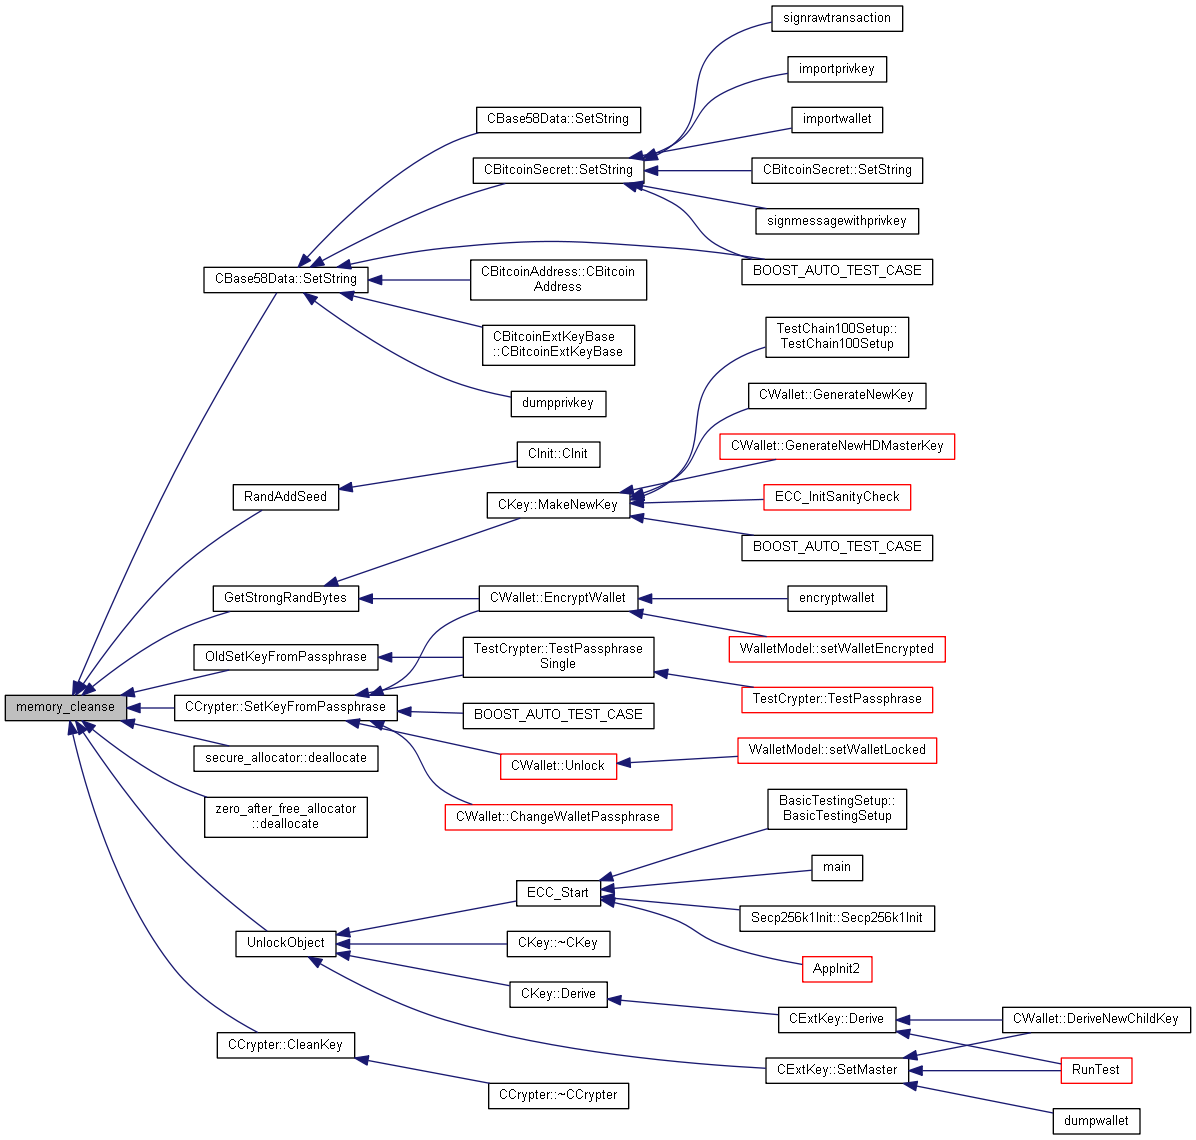 signrawtransaction
importprivkey
CBase58Data::SetString
importwallet
CBitcoinSecret::SetString
CBitcoinSecret::SetString
signmessagewithprivkey
CBase58Data::SetString
CBitcoinAddress::CBitcoin
Address
BOOST_AUTO_TEST_CASE
CBitcoinExtKeyBase
::CBitcoinExtKeyBase
TestChain100Setup::
TestChain100Setup
dumpprivkey
CWallet::GenerateNewKey
CInit::CInit
CWallet::GenerateNewHDMasterKey
RandAddSeed
CKey::MakeNewKey
ECC_InitSanityCheck
BOOST_AUTO_TEST_CASE
GetStrongRandBytes
CWallet::EncryptWallet
encryptwallet
OldSetKeyFromPassphrase
TestCrypter::TestPassphrase
Single
WalletModel::setWalletEncrypted
memory_cleanse
CCrypter::SetKeyFromPassphrase
BOOST_AUTO_TEST_CASE
TestCrypter::TestPassphrase
secure_allocator::deallocate
CWallet::Unlock
WalletModel::setWalletLocked
zero_after_free_allocator
::deallocate
CWallet::ChangeWalletPassphrase
BasicTestingSetup::
BasicTestingSetup
ECC_Start
main
Secp256k1Init::Secp256k1Init
UnlockObject
CKey::~CKey
AppInit2
CKey::Derive
CExtKey::Derive
CWallet::DeriveNewChildKey
CCrypter::CleanKey
CExtKey::SetMaster
RunTest
CCrypter::~CCrypter
dumpwallet